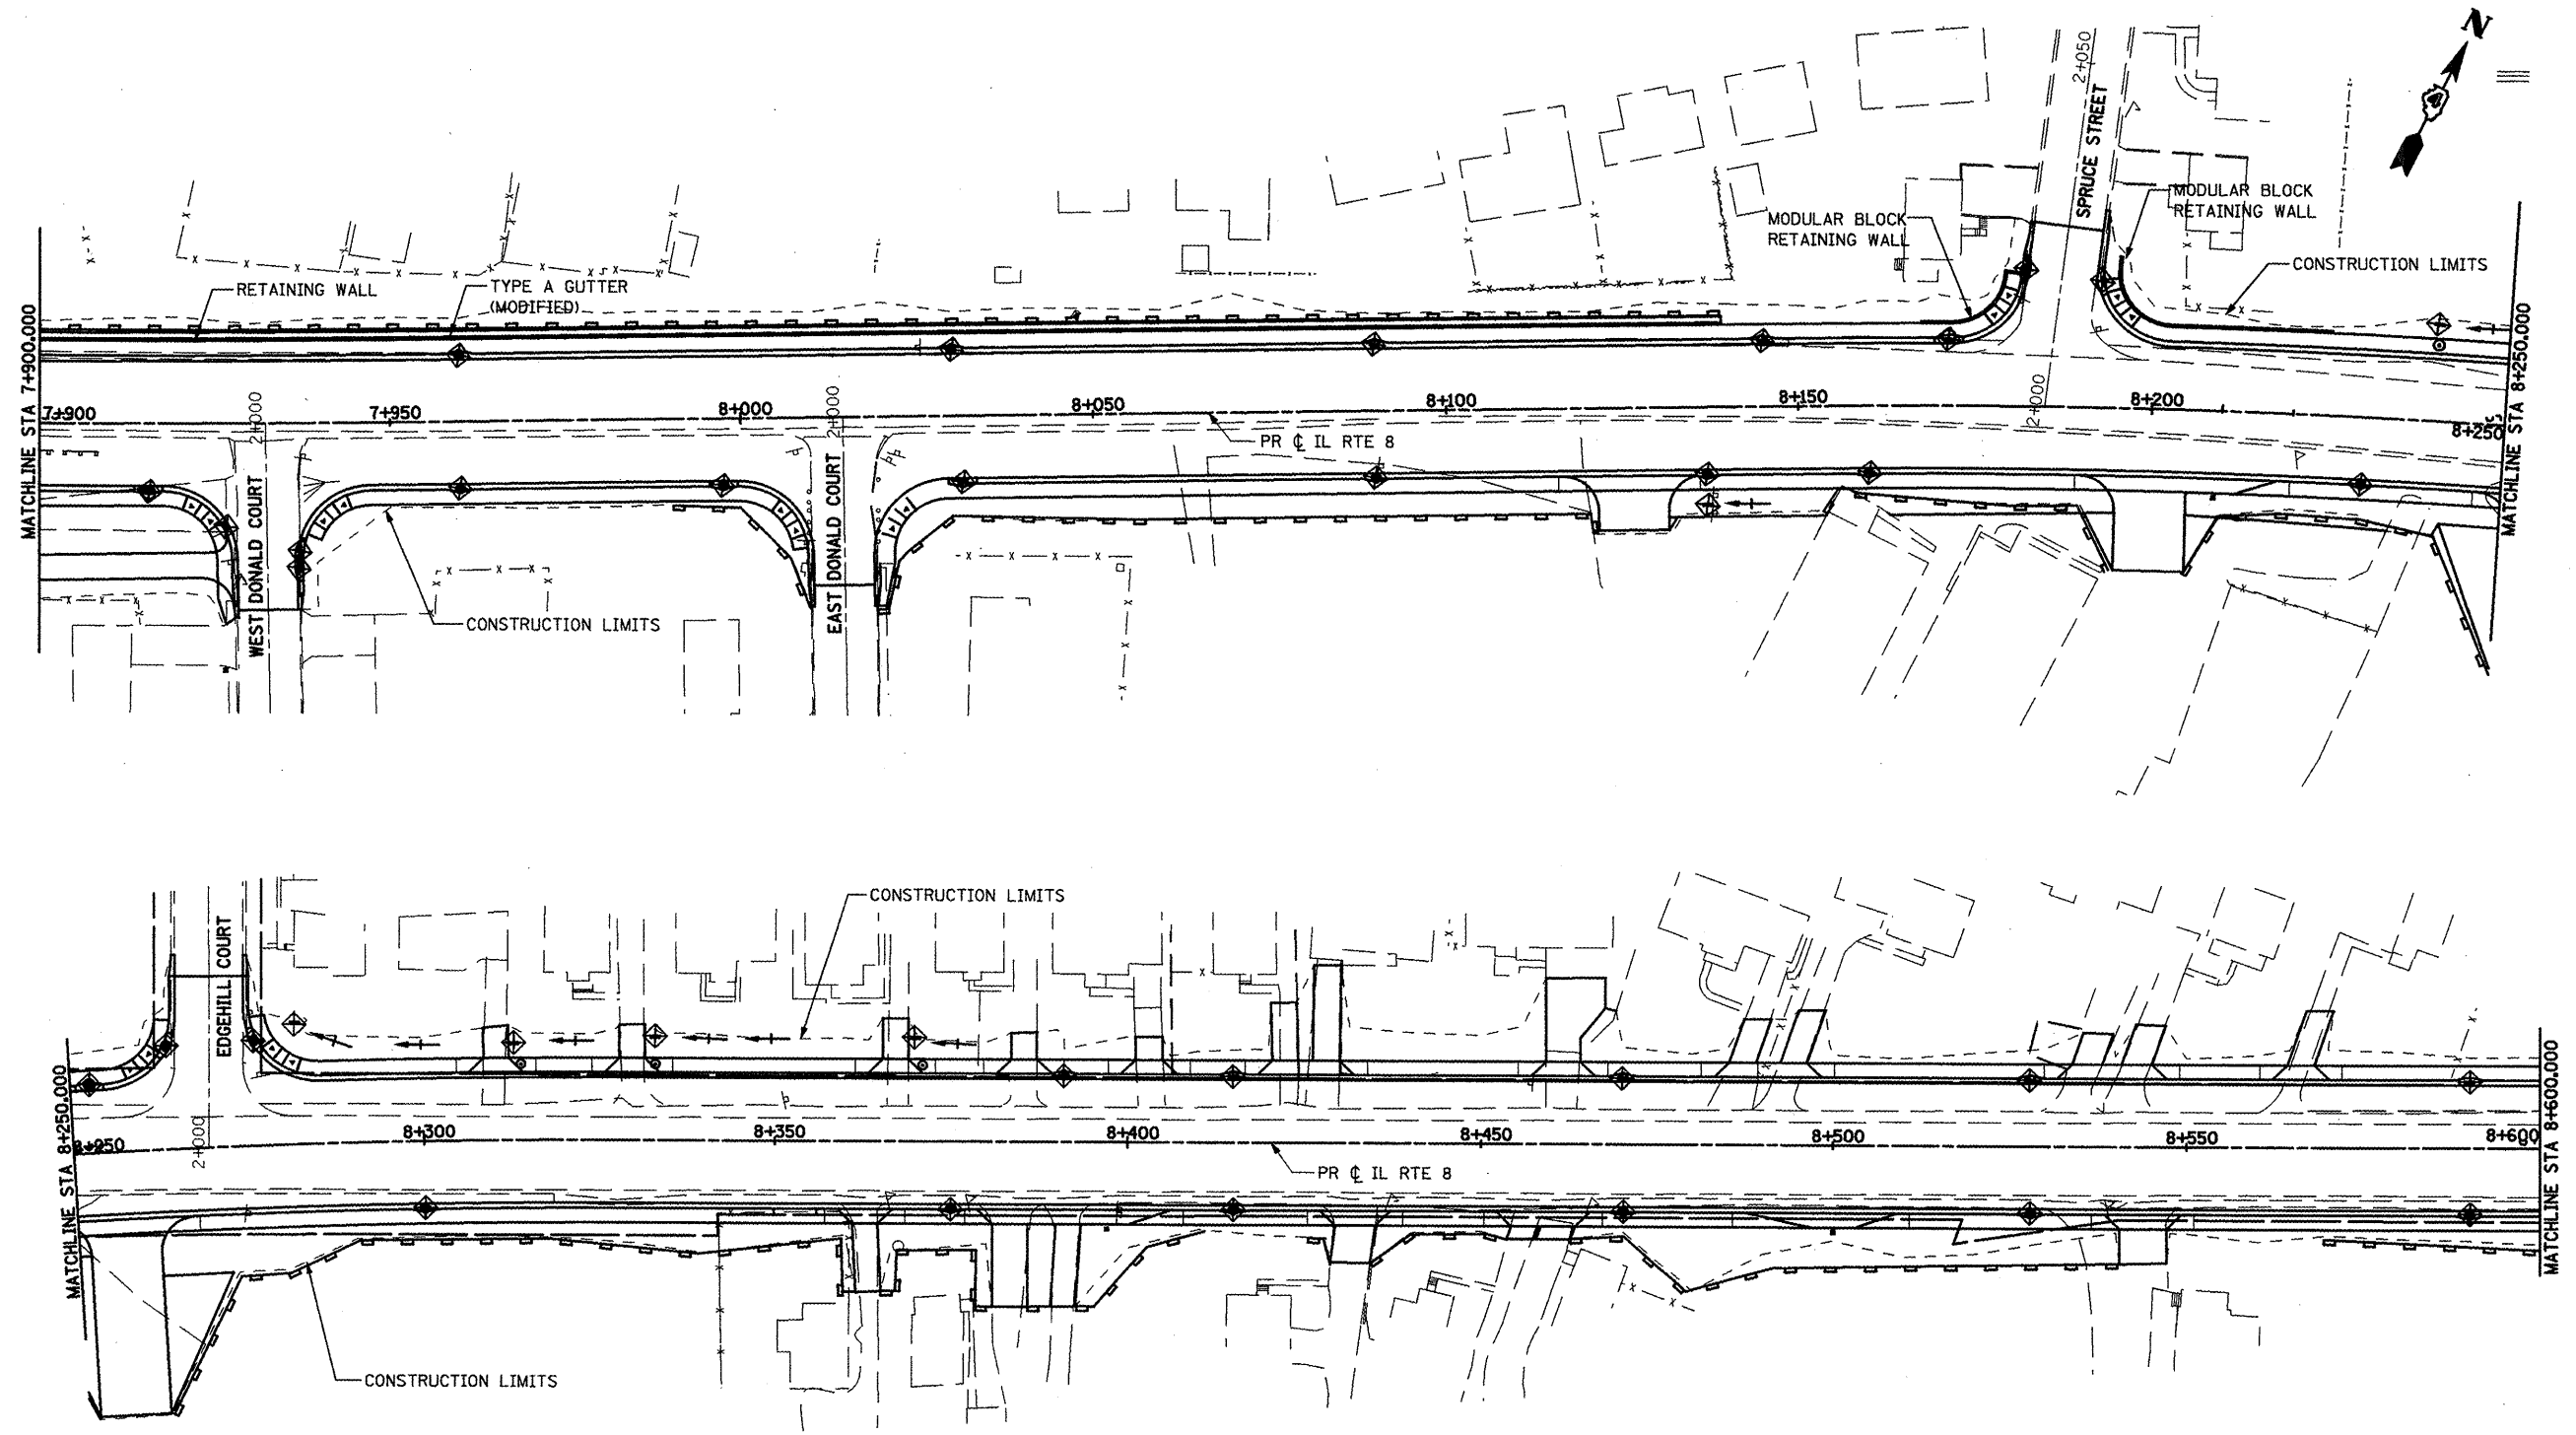 N
2+050
SPRUCE STREET
MODULAR BLOCK
RETAINING WALL
MODULAR BLOCK
RETAINING WALL
CONSTRUCTION LIMITS
RETAINING WALL
TYPE A GUTTER
(MODIFIED)
MATCHLINE STA 7+900.000
7+900
2+000
7+950
8+000
2+000
8+050
8+100
8+150
2+000
8+200
8+250
MATCHLINE STA 8+250.000
PR ℄ IL RTE 8
WEST DONALD COURT
EAST DONALD COURT
CONSTRUCTION LIMITS
CONSTRUCTION LIMITS
EDGEHILL COURT
MATCHLINE STA 8+250.000
8+250
2+000
8+300
8+350
8+400
8+450
8+500
8+550
8+600
MATCHLINE STA 8+600.000
PR ℄ IL RTE 8
CONSTRUCTION LIMITS